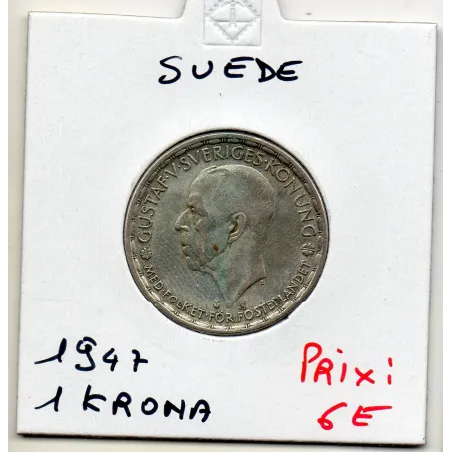 SUEDE
GUSTAF·V·SVERIGES·KONUNG
MED·FOLKET·FÖR·FOSTERLANDET
1947
1 KRONA
PRIX:
6E